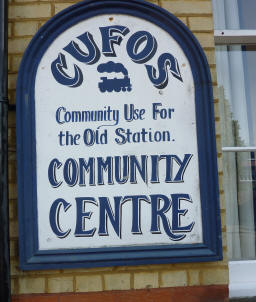 CUFOS
Community Use For
the Old Station.
COMMUNITY
CENTRE